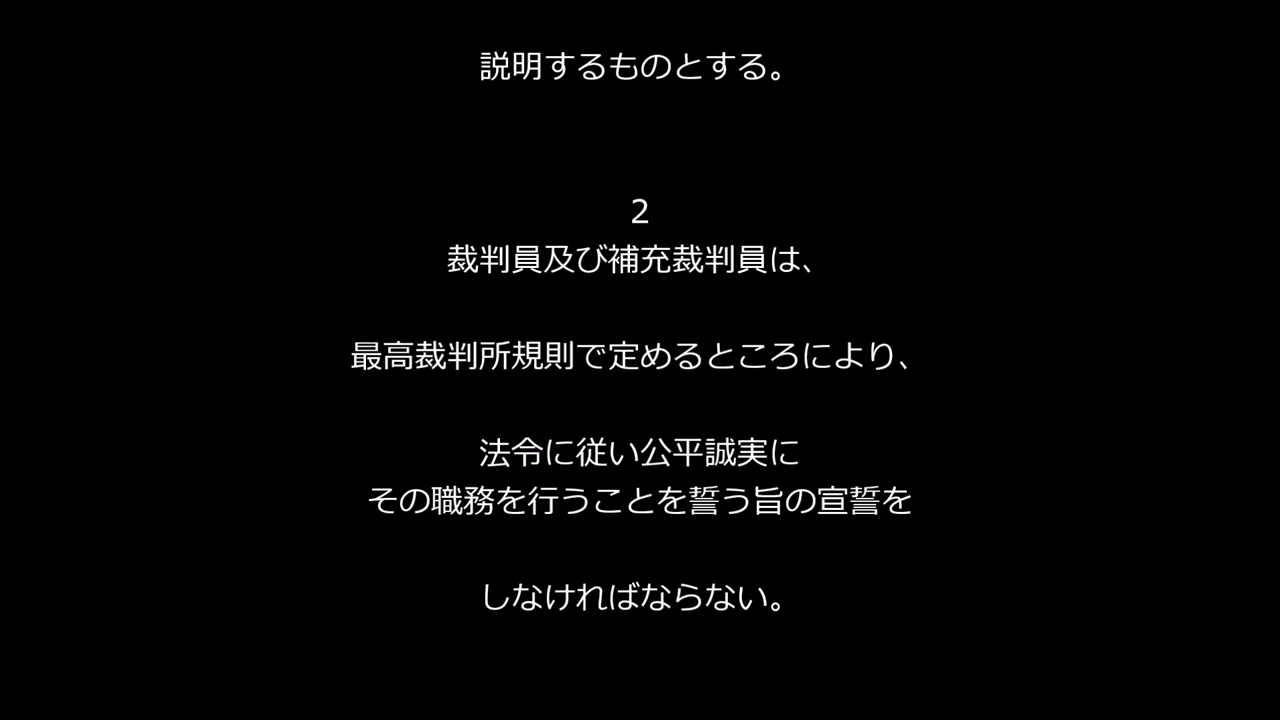 説明するものとする。
2
裁判員及び補充裁判員は、
最高裁判所規則で定めるところにより、
法令に従い公平誠実に
その職務を行うことを誓う旨の宣誓を
しなければならない。